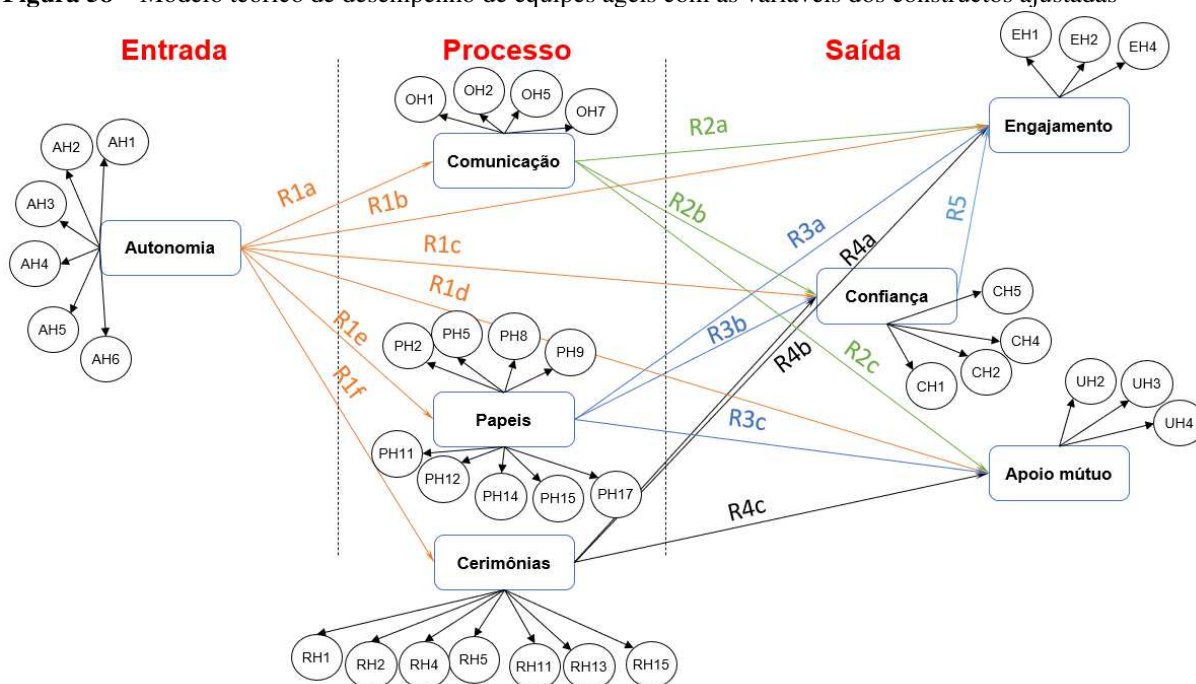 Figura 38 – Modelo teórico de desempenho de equipes ágeis com as variáveis dos constructos ajustadas
Entrada
Processo
Saída
EH1
EH2
EH4
OH1
OH2
OH5
OH7
Engajamento
AH2
AH1
AH3
AH4
AH5
AH6
Autonomia
Comunicação
R1a
R1b
R1c
R1d
R1e
R1f
R2a
R2b
R2c
R3a
R3b
R3c
R4a
R4b
R4c
R5
Confiança
CH5
CH4
CH2
CH1
PH2
PH5
PH8
PH9
Papeis
PH11
PH12
PH14
PH15
PH17
UH2
UH3
UH4
Apoio mútuo
Cerimônias
RH1
RH2
RH4
RH5
RH11
RH13
RH15